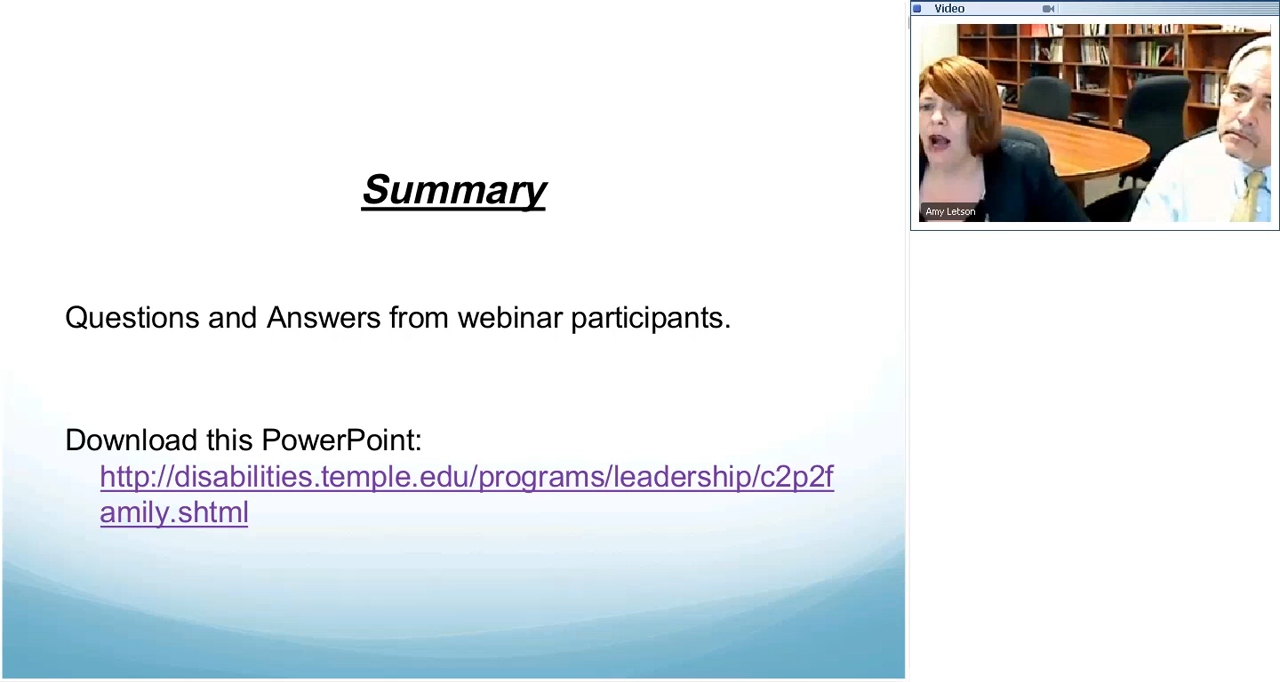 Video
Amy Letson
Summary
Questions and Answers from webinar participants.
Download this PowerPoint:
http://disabilities.temple.edu/programs/leadership/c2p2f
amily.shtml